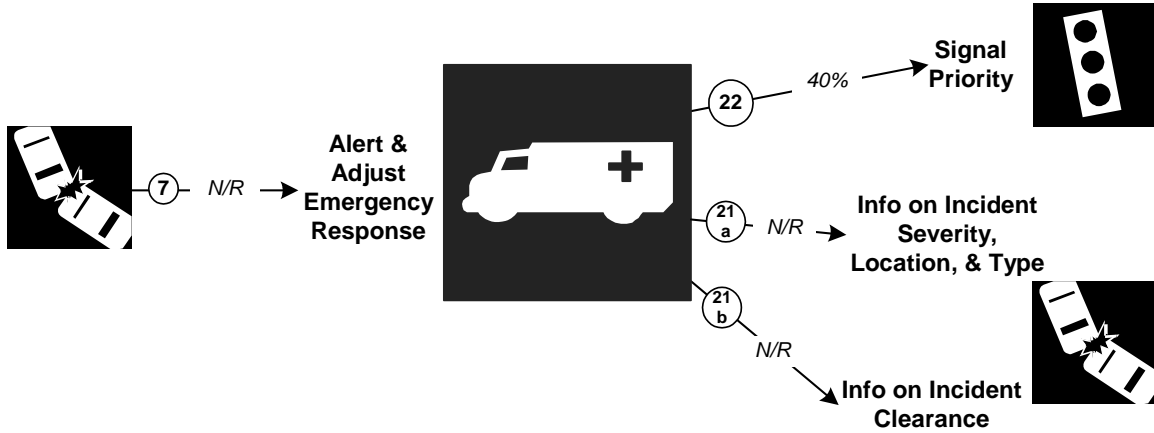 7
N/R
Alert &
Adjust
Emergency
Response
22
40%
Signal
Priority
21
a
N/R
Info on Incident
Severity,
Location, & Type
21
b
N/R
Info on Incident
Clearance